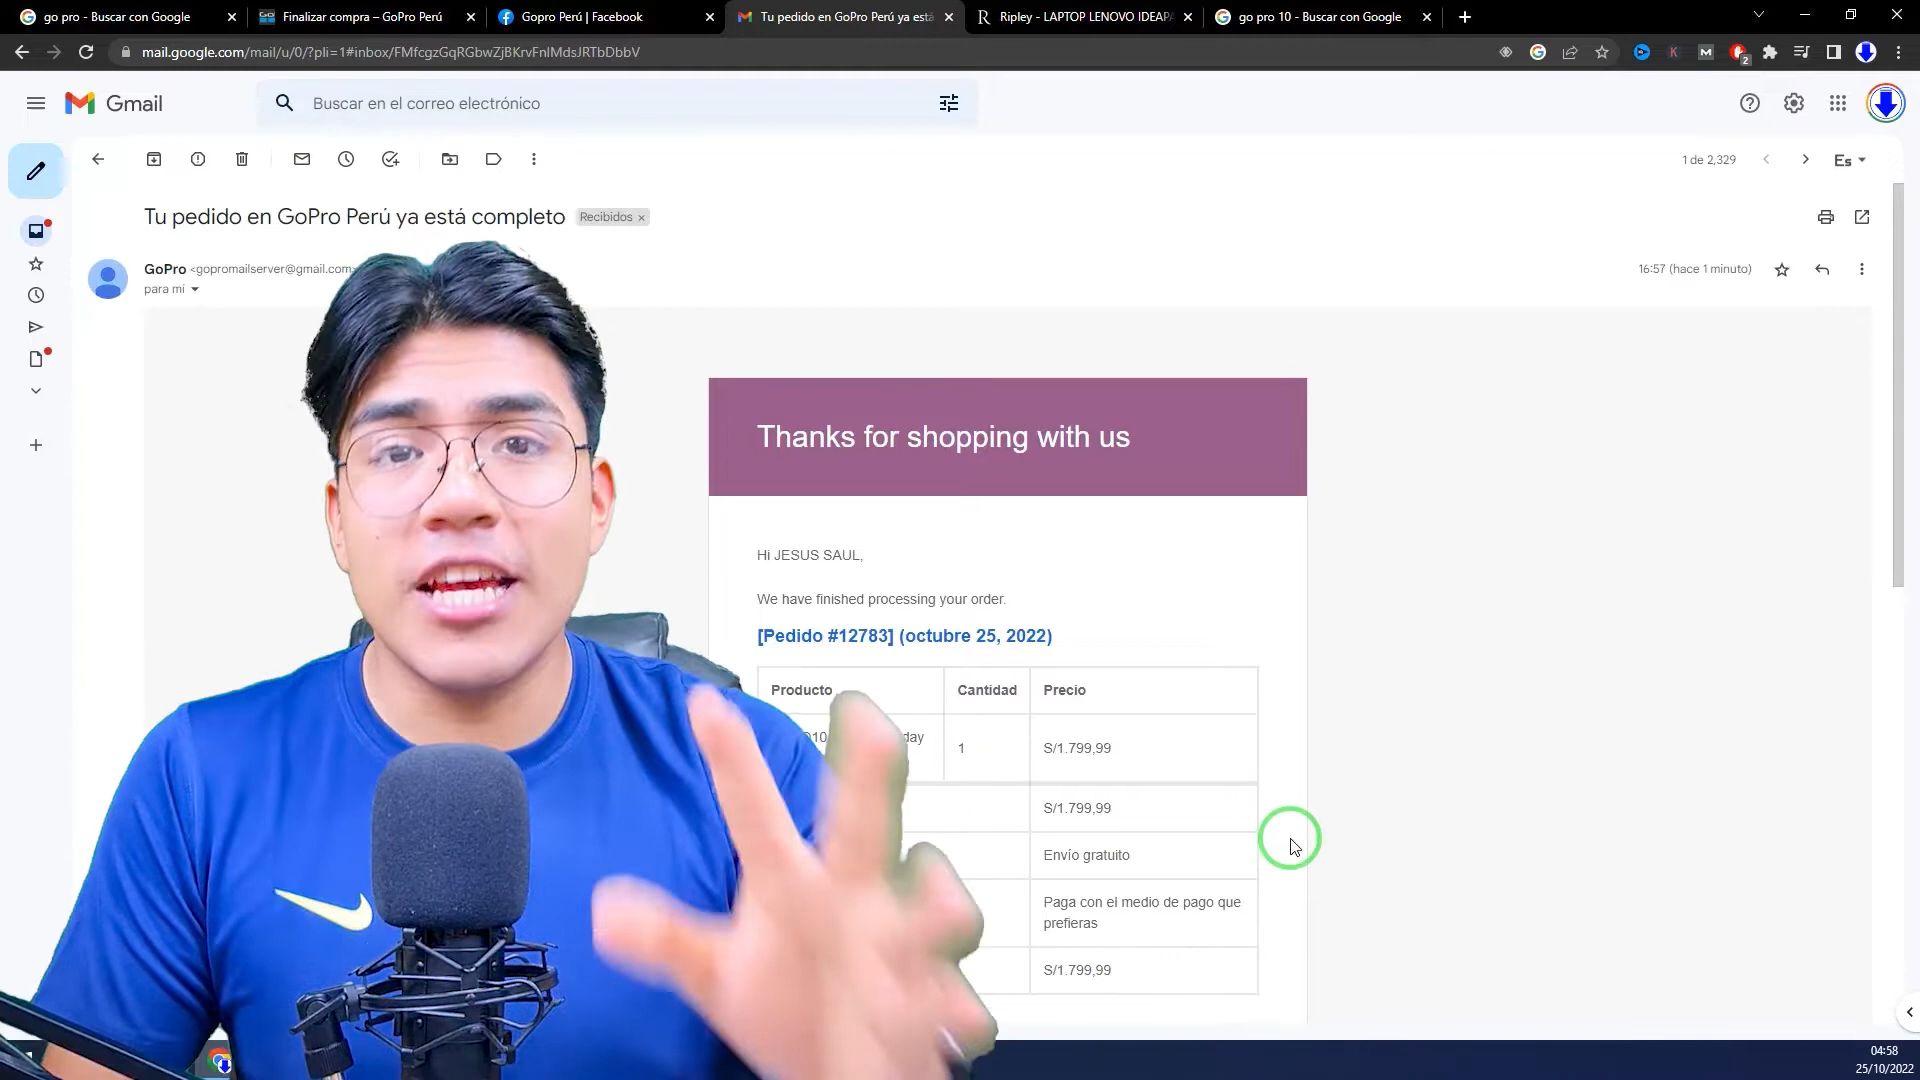 go pro - Buscar con Google
Finalizar compra – GoPro Perú
Gopro Perú | Facebook
Tu pedido en GoPro Perú ya está
Ripley - LAPTOP LENOVO IDEAPA
go pro 10 - Buscar con Google
mail.google.com/mail/u/0/?pli=1#inbox/FMfcgzGqRGbwZjBKrvFnlMdsJRTbDbbV
2
Gmail
Buscar en el correo electrónico
1 de 2,329
Es
Tu pedido en GoPro Perú ya está completo
Recibidos x
GoPro <gopromailserver@gmail.com
16:57 (hace 1 minuto)
para mí
Thanks for shopping with us
Hi JESUS SAUL,
We have finished processing your order.
[Pedido #12783] (octubre 25, 2022)
Producto Cantidad Precio
day
1 S/1.799,99
S/1.799,99
Envío gratuito
Paga con el medio de pago que
prefieras
S/1.799,99
04:58
25/10/2022